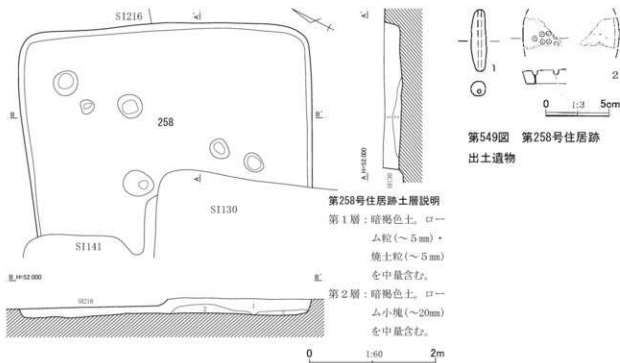 SI216
A
A'
258
B
B'
A
SI130
SI141
A H=52.000
SI130
B H=52.000
B'
SI216
1
2
0 1:60 2m
第258号住居跡土層説明
第1層：暗褐色土。ロー
ム粒(～5㎜)・
焼土粒(～5㎜)
を中量含む。
第2層：暗褐色土。ロー
ム小塊(～20㎜)
を中量含む。
1
2
0 1:3 5cm
第549図 第258号住居跡
出土遺物